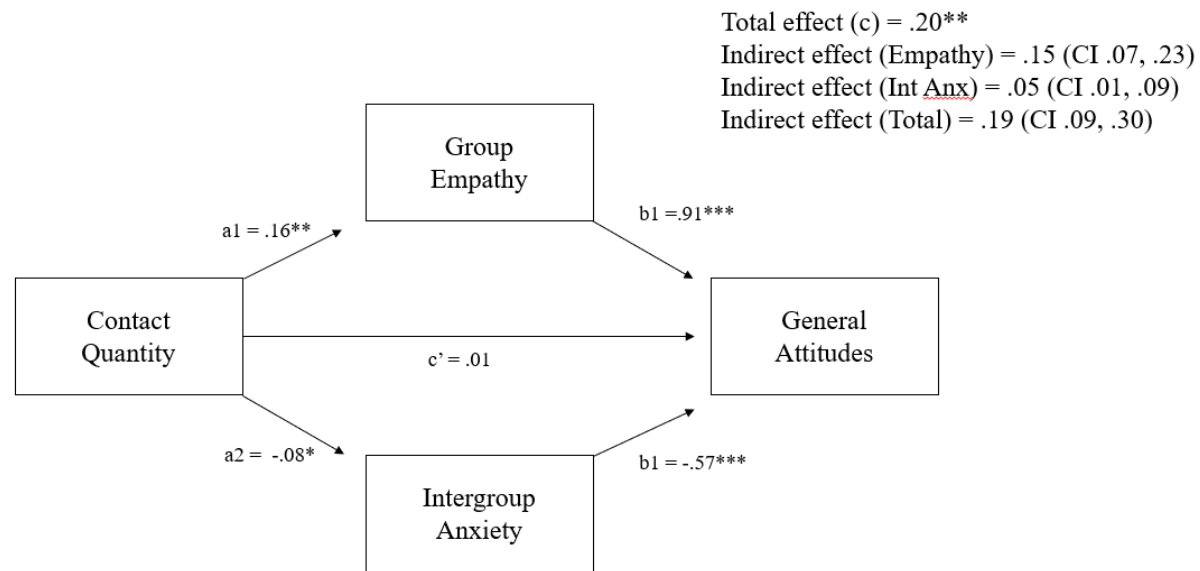 Total effect (c) = .20**
Indirect effect (Empathy) = .15 (CI .07, .23)
Indirect effect (Int Anx) = .05 (CI .01, .09)
Indirect effect (Total) = .19 (CI .09, .30)
Group
Empathy
a1 = .16**
b1 =.91***
Contact
Quantity
c’ = .01
General
Attitudes
a2 = -.08*
b1 = -.57***
Intergroup
Anxiety